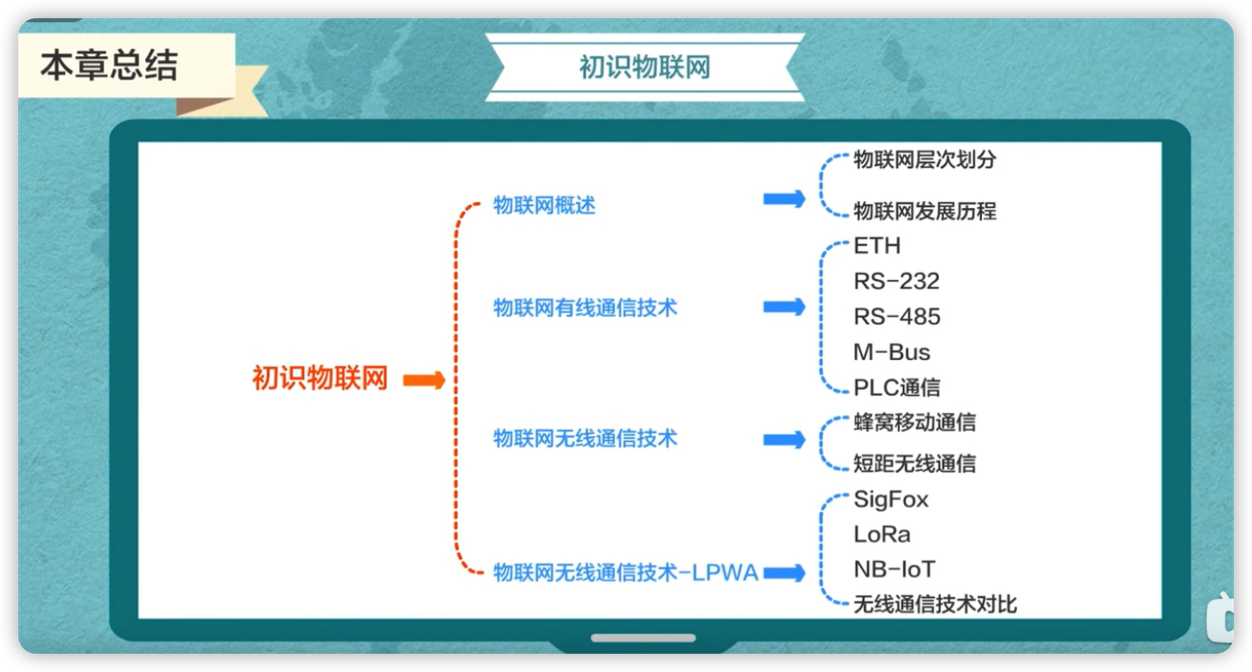 本章总结
初识物联网
初识物联网
物联网概述
物联网层次划分
物联网发展历程
物联网有线通信技术
ETH
RS-232
RS-485
M-Bus
PLC通信
物联网无线通信技术
蜂窝移动通信
短距无线通信
物联网无线通信技术-LPWA
SigFox
LoRa
NB-IoT
无线通信技术对比